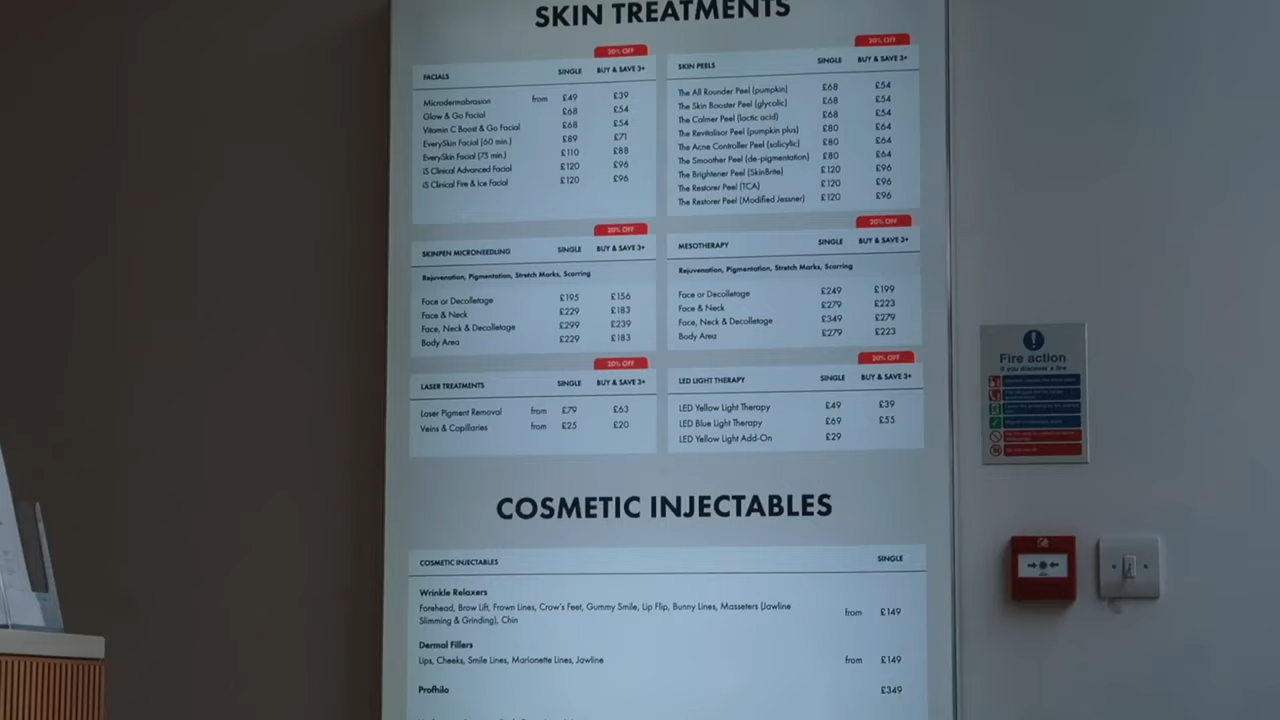 SKIN TREATMENTS
20% OFF
FACIALS SINGLE BUY & SAVE 3+
Microdermabrasion from £49 £39
Glow & Go Facial £68 £54
Vitamin C Boost & Go Facial £68 £54
EverySkin Facial (60 min.) £89 £71
EverySkin Facial (75 min.) £110 £88
iS Clinical Advanced Facial £120 £96
iS Clinical Fire & Ice Facial £120 £96
20% OFF
SKIN PEELS SINGLE BUY & SAVE 3+
The All Rounder Peel (pumpkin) £68 £54
The Skin Booster Peel (glycolic) £68 £54
The Calmer Peel (lactic acid) £68 £54
The Revitalisor Peel (pumpkin plus) £80 £64
The Acne Controller Peel (salicylic) £80 £64
The Smoother Peel (de-pigmentation) £80 £64
The Brightener Peel (SkinBrite) £120 £96
The Restorer Peel (TCA) £120 £96
The Restorer Peel (Modified Jessner) £120 £96
20% OFF
SKINPEN MICRONEEDLING SINGLE BUY & SAVE 3+
Rejuvenation, Pigmentation, Stretch Marks, Scarring
Face or Decolletage £195 £156
Face & Neck £229 £183
Face, Neck & Decolletage £299 £239
Body Area £229 £183
20% OFF
MESOTHERAPY SINGLE BUY & SAVE 3+
Rejuvenation, Pigmentation, Stretch Marks, Scarring
Face or Decolletage £249 £199
Face & Neck £279 £223
Face, Neck & Decolletage £349 £279
Body Area £279 £223
20% OFF
LASER TREATMENTS SINGLE BUY & SAVE 3+
Laser Pigment Removal from £79 £63
Veins & Capillaries from £25 £20
20% OFF
LED LIGHT THERAPY SINGLE BUY & SAVE 3+
LED Yellow Light Therapy £49 £39
LED Blue Light Therapy £69 £55
LED Yellow Light Add-On £29
COSMETIC INJECTABLES
COSMETIC INJECTABLES SINGLE
Wrinkle Relaxers
Forehead, Brow Lift, Frown Lines, Crow's Feet, Gummy Smile, Lip Flip, Bunny Lines, Masseters (Jawline
Slimming & Grinding), Chin from £149
Dermal Fillers
Lips, Cheeks, Smile Lines, Marionette Lines, Jawline from £149
Profhilo £349
Fire action
If you discover a fire